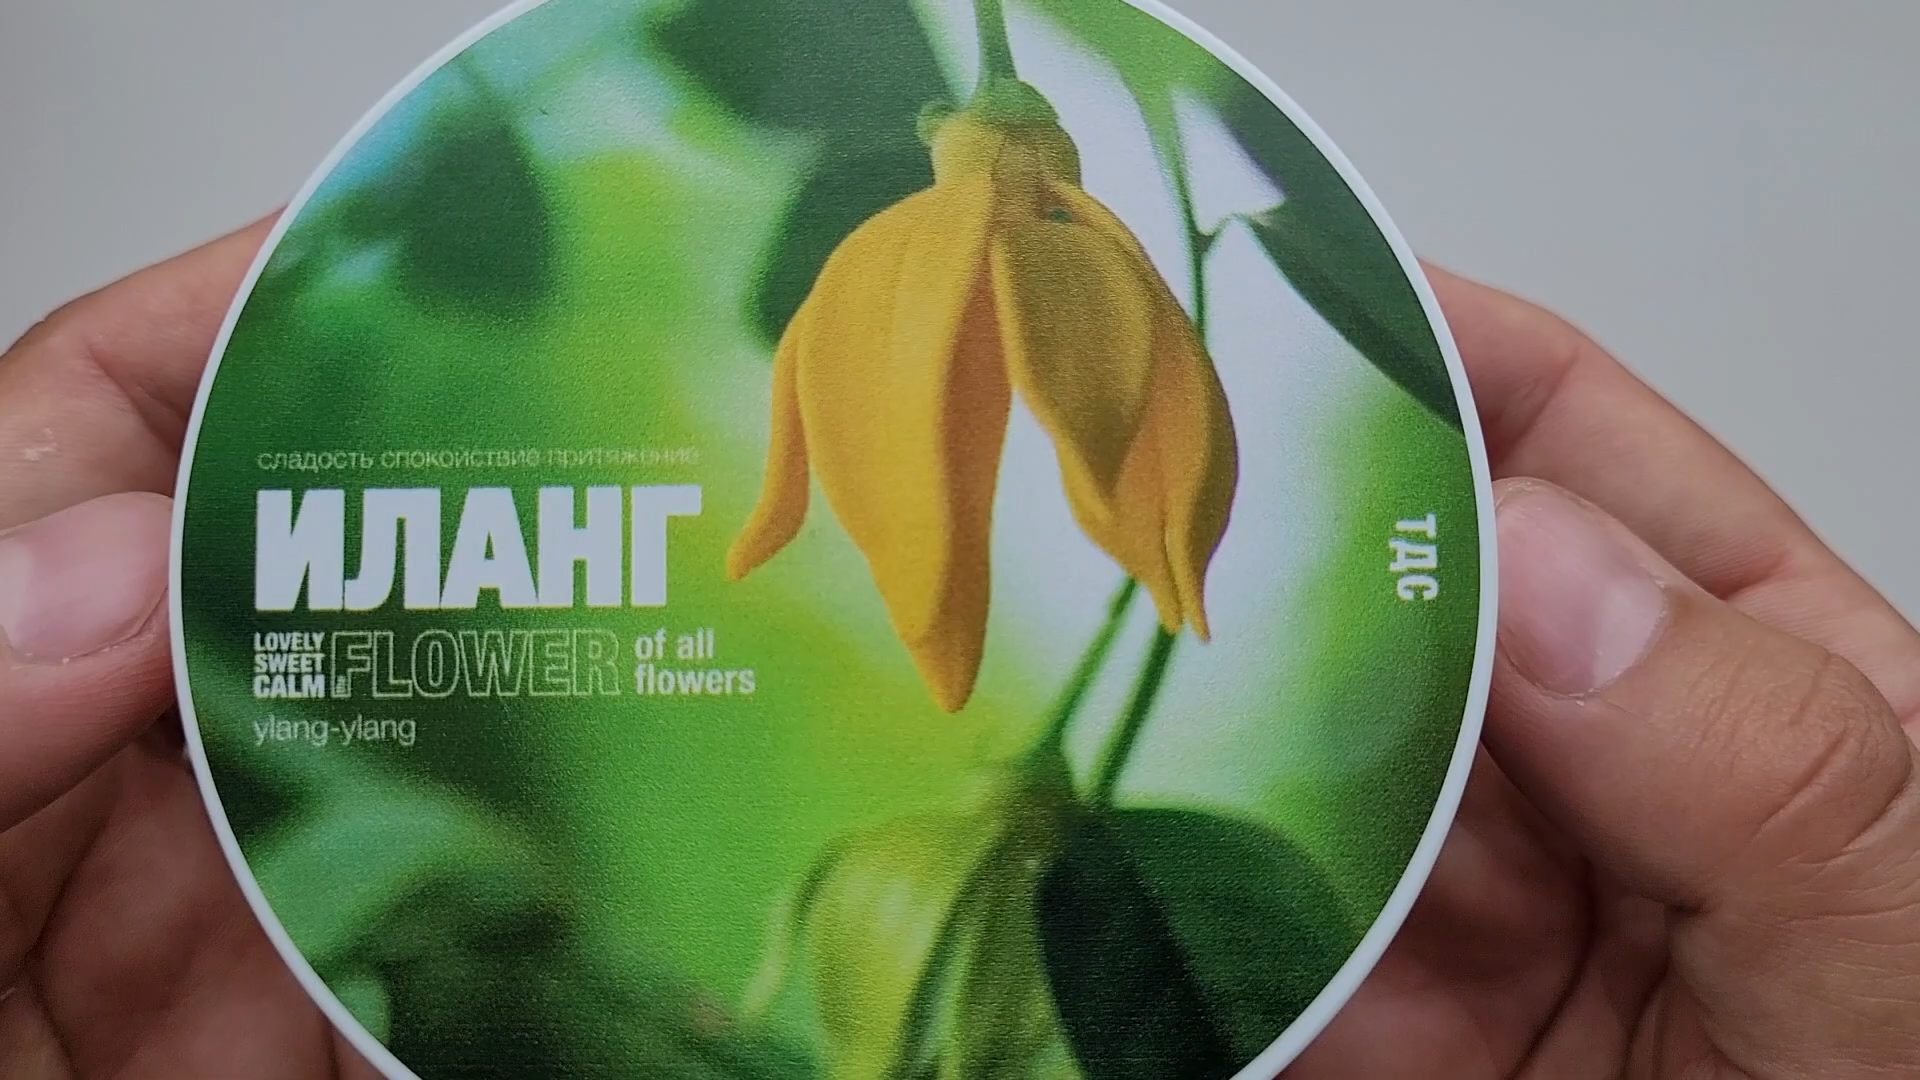 сладость спокойствие притяжение
ИЛАНГ
LOVELY
SWEET
CALM
FLOWER
of all
flowers
ylang-ylang
ТДС